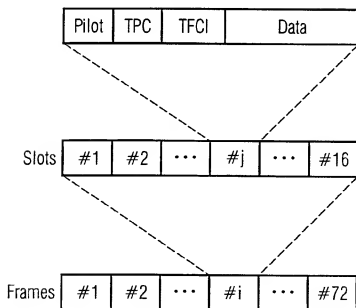 Pilot TPC TFCI Data
Slots #1 #2 ... #j ... #16
Frames #1 #2 ... #i ... #72